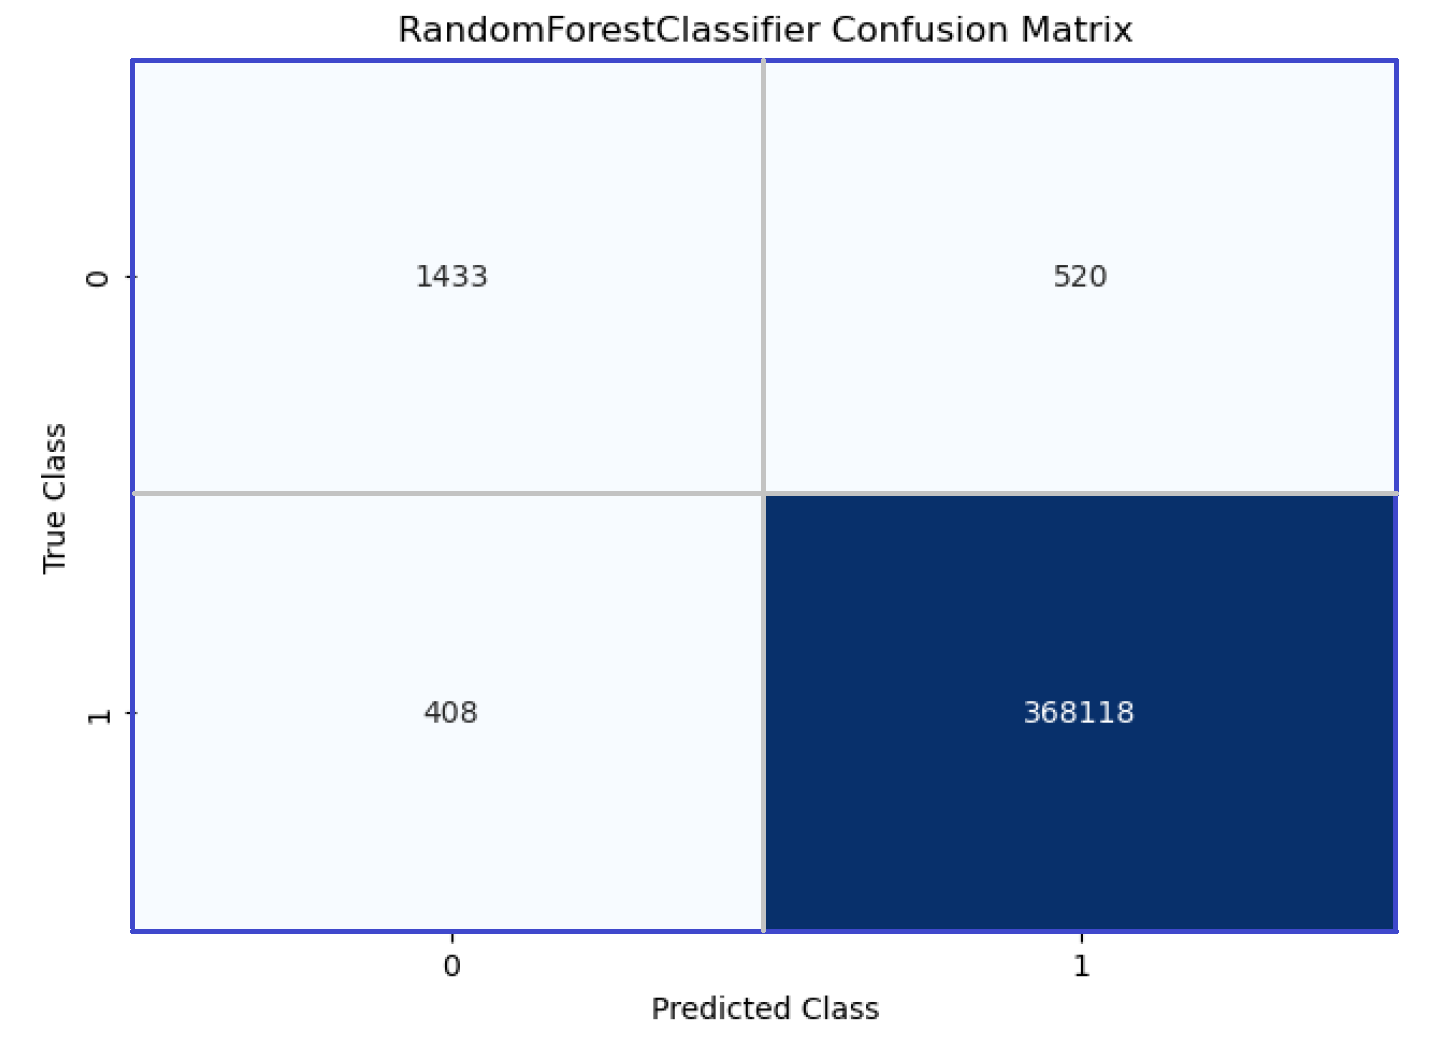 RandomForestClassifier Confusion Matrix
0
1433
520
True Class
1
408
368118
0
1
Predicted Class